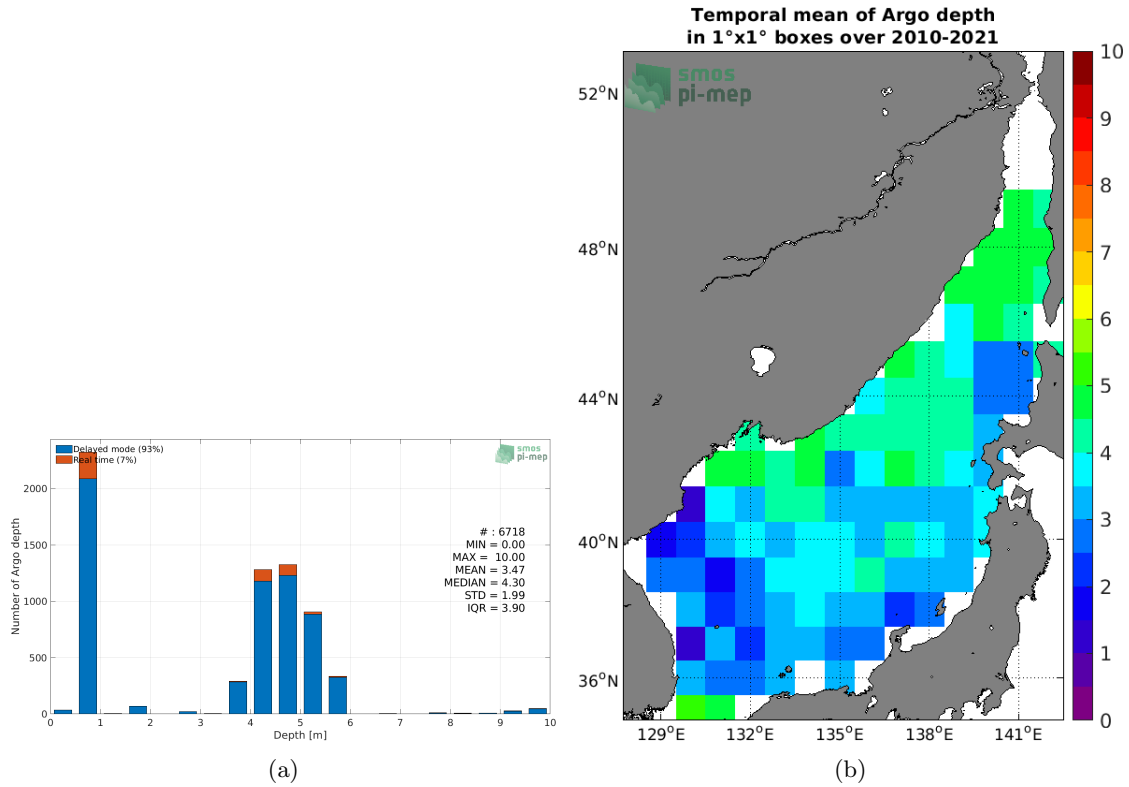 Delayed mode (93%)
Real time (7%)
smos
pi-mep
# : 6718
MIN = 0.00
MAX = 10.00
MEAN = 3.47
MEDIAN = 4.30
STD = 1.99
IQR = 3.90
Number of Argo depth
2000
1500
1000
500
0
0 1 2 3 4 5 6 7 8 9 10
Depth [m]
(a)
Temporal mean of Argo depth
in 1°x1° boxes over 2010-2021
smos
pi-mep
52°N
48°N
44°N
40°N
36°N
129°E 132°E 135°E 138°E 141°E
10
9
8
7
6
5
4
3
2
1
0
(b)